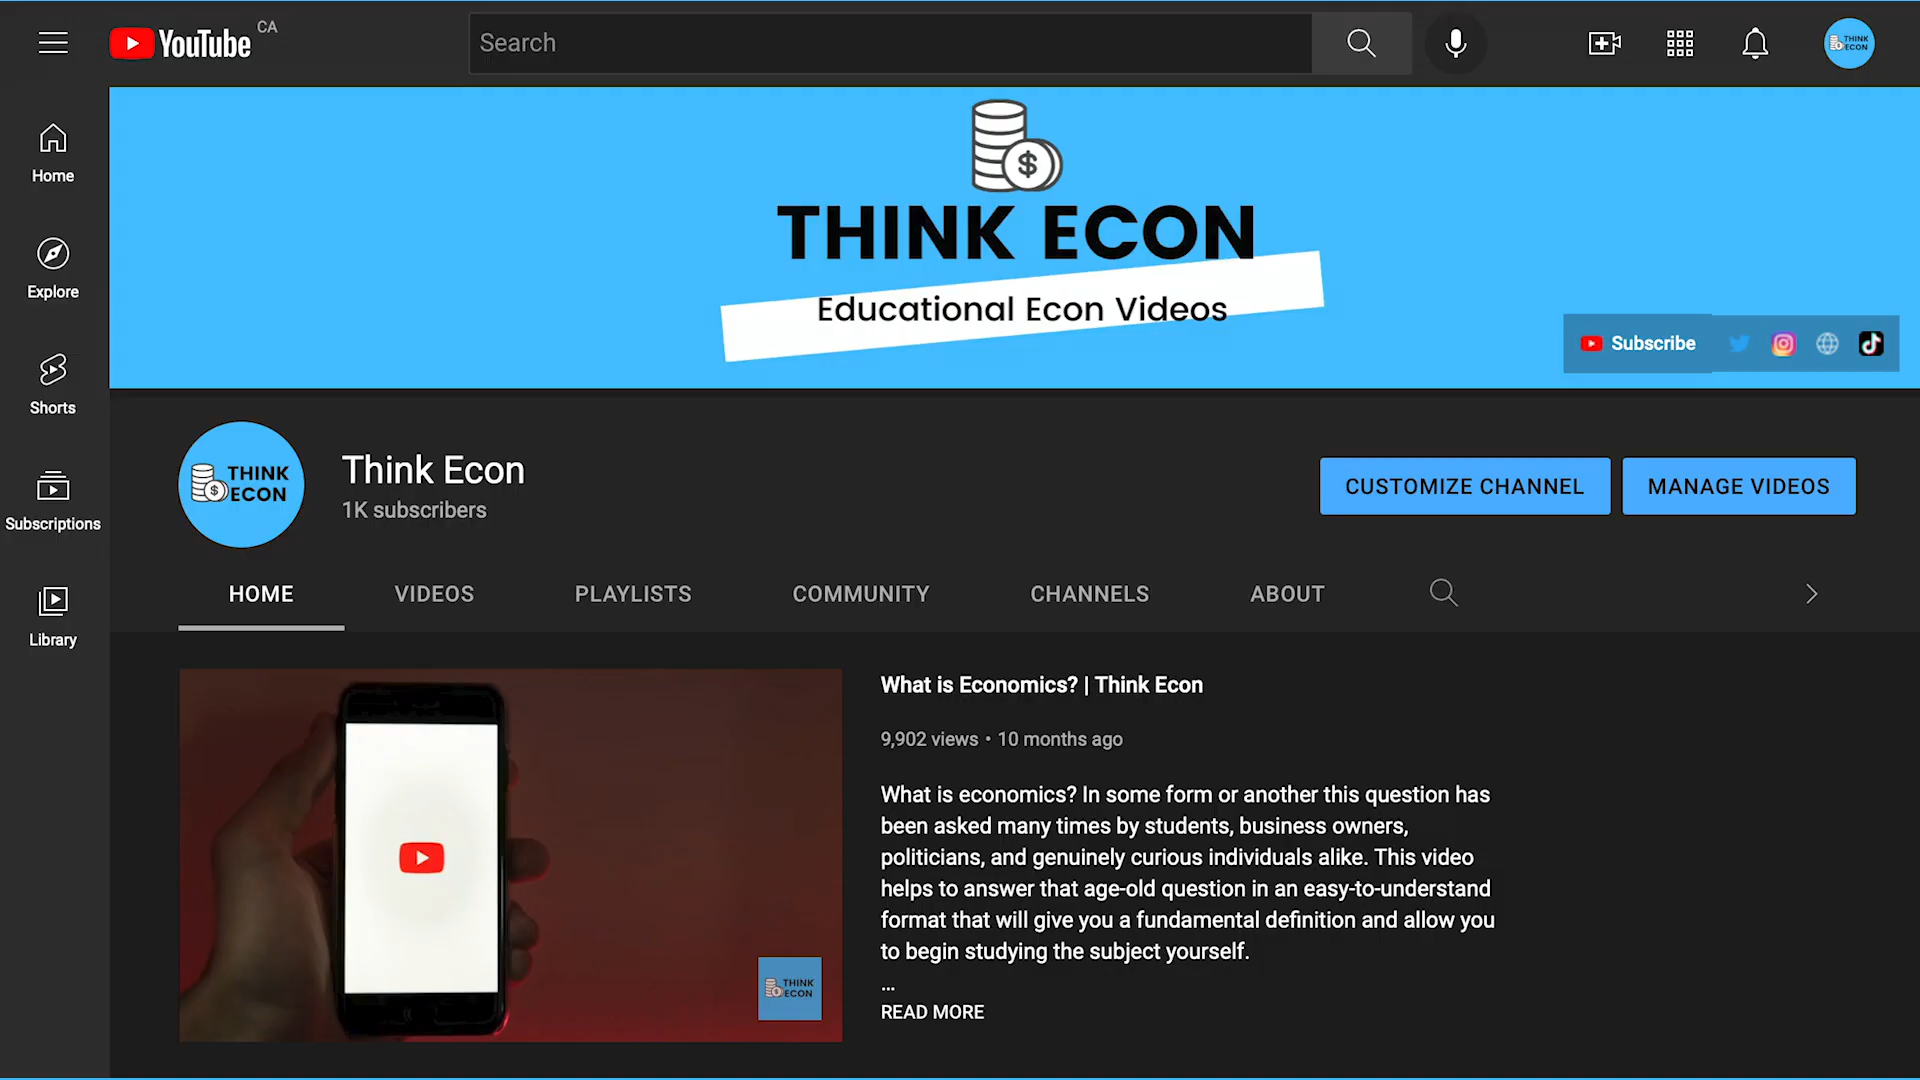 YouTube CA
Search
THINK ECON
Home
Explore
Shorts
Subscriptions
Library
$
THINK ECON
Educational Econ Videos
Subscribe
THINK
$ ECON
Think Econ
1K subscribers
CUSTOMIZE CHANNEL
MANAGE VIDEOS
HOME
VIDEOS
PLAYLISTS
COMMUNITY
CHANNELS
ABOUT
THINK
ECON
What is Economics? | Think Econ
9,902 views • 10 months ago
What is economics? In some form or another this question has
been asked many times by students, business owners,
politicians, and genuinely curious individuals alike. This video
helps to answer that age-old question in an easy-to-understand
format that will give you a fundamental definition and allow you
to begin studying the subject yourself.
...
READ MORE